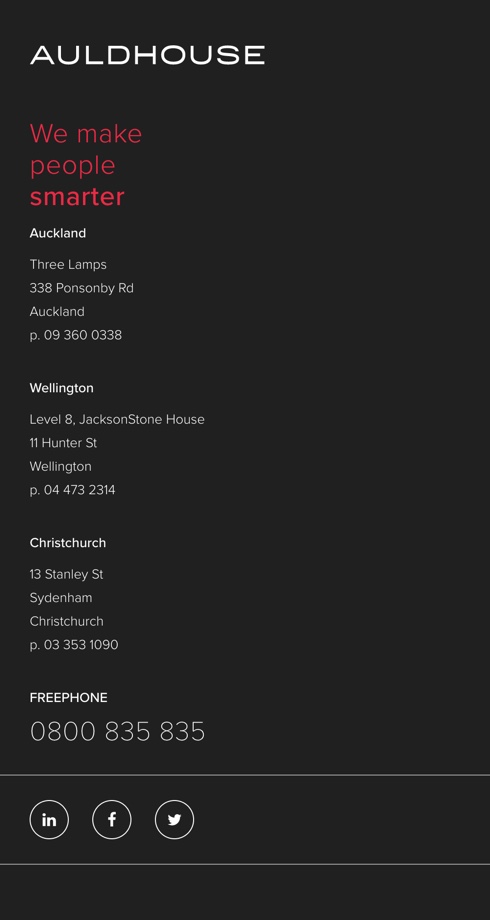 AULDHOUSE
We make
people
smarter
Auckland
Three Lamps
338 Ponsonby Rd
Auckland
p. 09 360 0338
Wellington
Level 8, JacksonStone House
11 Hunter St
Wellington
p. 04 473 2314
Christchurch
13 Stanley St
Sydenham
Christchurch
p. 03 353 1090
FREEPHONE
0800 835 835
in f